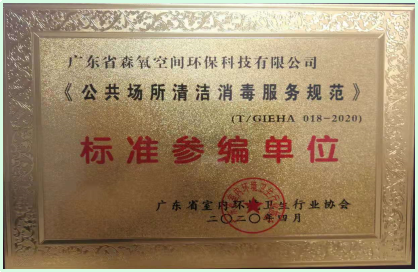 广东省森氧空间环保科技有限公司
《公共场所清洁消毒服务规范》
(T/GIEHA 018-2020)
标准参编单位
广东省室内环境卫生行业协会
二〇二〇年四月